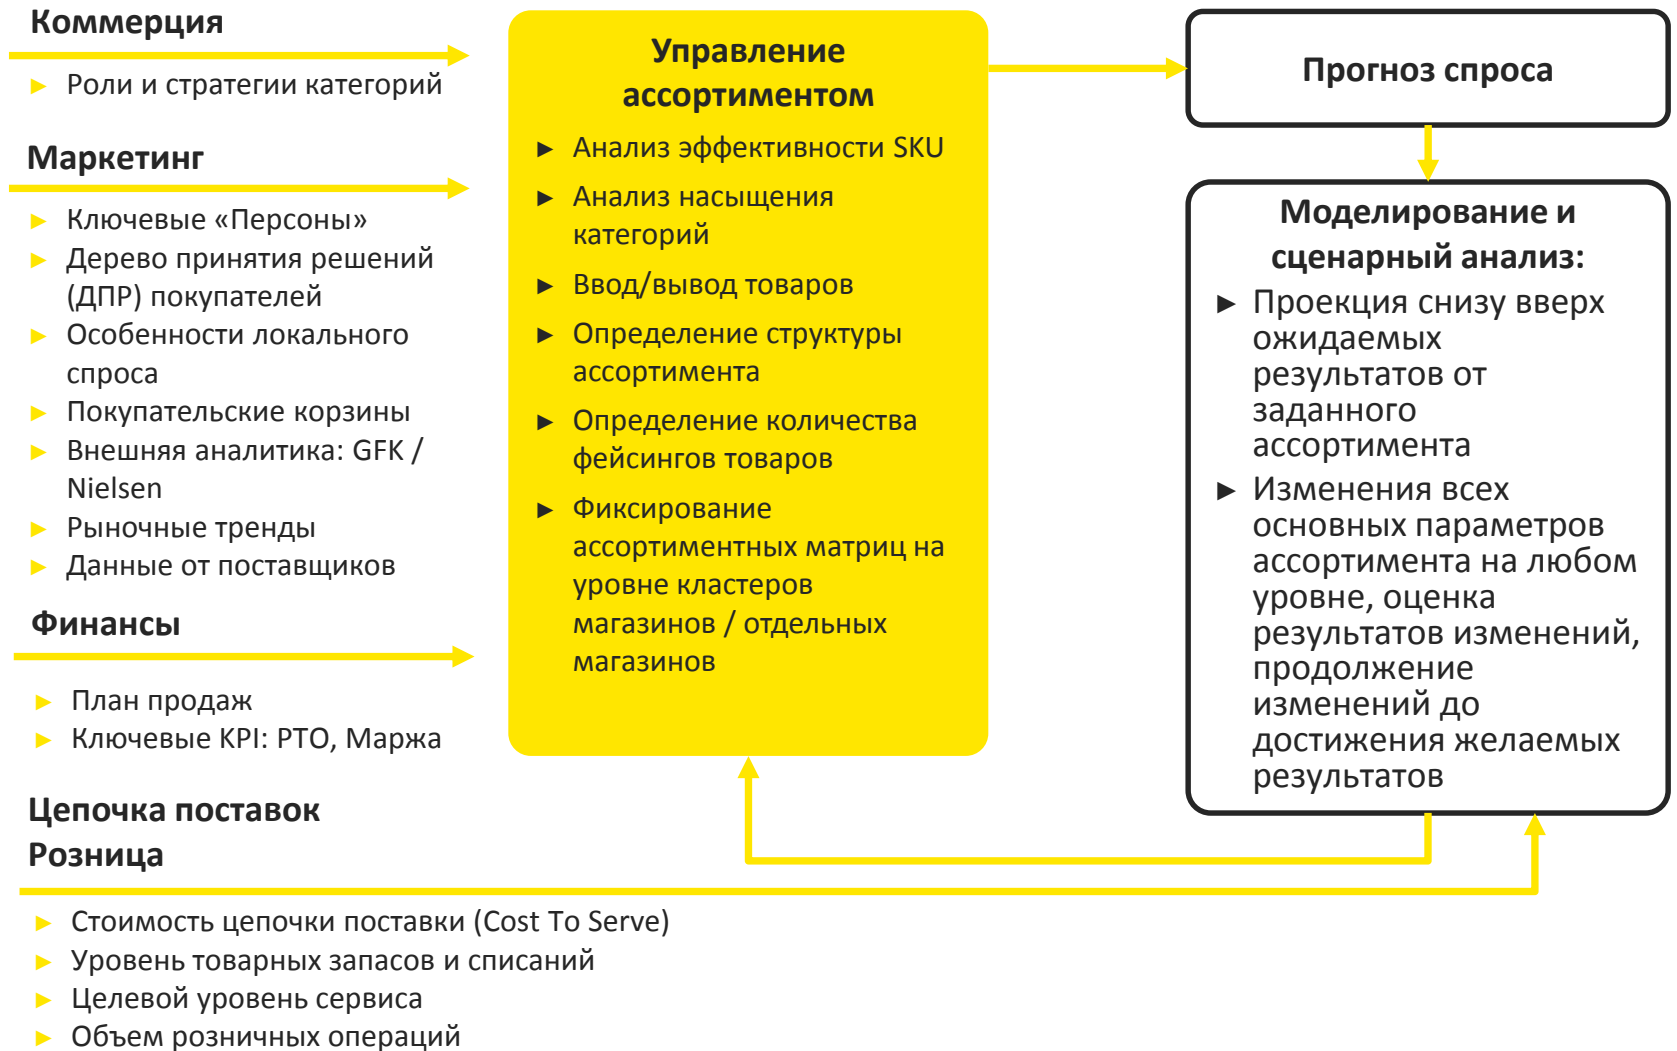 Коммерция
► Роли и стратегии категорий
Маркетинг
► Ключевые «Персоны»
► Дерево принятия решений
(ДПР) покупателей
► Особенности локального
спроса
► Покупательские корзины
► Внешняя аналитика: GFK /
Nielsen
► Рыночные тренды
► Данные от поставщиков
Финансы
► План продаж
► Ключевые KPI: РТО, Маржа
Цепочка поставок
Розница
► Стоимость цепочки поставки (Cost To Serve)
► Уровень товарных запасов и списаний
► Целевой уровень сервиса
► Объем розничных операций
Управление
ассортиментом
► Анализ эффективности SKU
► Анализ насыщения
категорий
► Ввод/вывод товаров
► Определение структуры
ассортимента
► Определение количества
фейсингов товаров
► Фиксирование
ассортиментных матриц на
уровне кластеров
магазинов / отдельных
магазинов
Прогноз спроса
Моделирование и
сценарный анализ:
► Проекция снизу вверх
ожидаемых
результатов от
заданного
ассортимента
► Изменения всех
основных параметров
ассортимента на любом
уровне, оценка
результатов изменений,
продолжение
изменений до
достижения желаемых
результатов